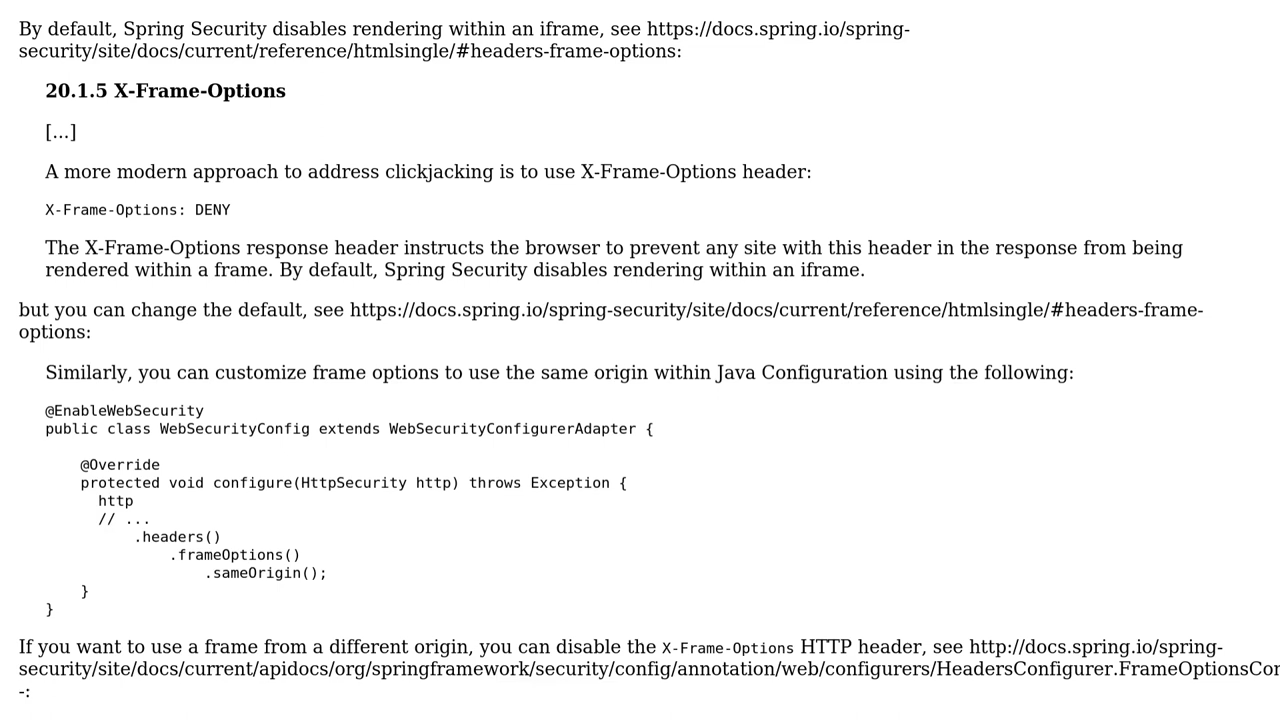 By default, Spring Security disables rendering within an iframe, see https://docs.spring.io/spring-
security/site/docs/current/reference/htmlsingle/#headers-frame-options:
20.1.5 X-Frame-Options
[...]
A more modern approach to address clickjacking is to use X-Frame-Options header:
X-Frame-Options: DENY
The X-Frame-Options response header instructs the browser to prevent any site with this header in the response from being
rendered within a frame. By default, Spring Security disables rendering within an iframe.
but you can change the default, see https://docs.spring.io/spring-security/site/docs/current/reference/htmlsingle/#headers-frame-
options:
Similarly, you can customize frame options to use the same origin within Java Configuration using the following:
@EnableWebSecurity
public class WebSecurityConfig extends WebSecurityConfigurerAdapter {
    @Override
    protected void configure(HttpSecurity http) throws Exception {
      http
      // ...
          .headers()
              .frameOptions()
                  .sameOrigin();
    }
}
If you want to use a frame from a different origin, you can disable the X-Frame-Options HTTP header, see http://docs.spring.io/spring-
security/site/docs/current/apidocs/org/springframework/security/config/annotation/web/configurers/HeadersConfigurer.FrameOptionsCo
-: